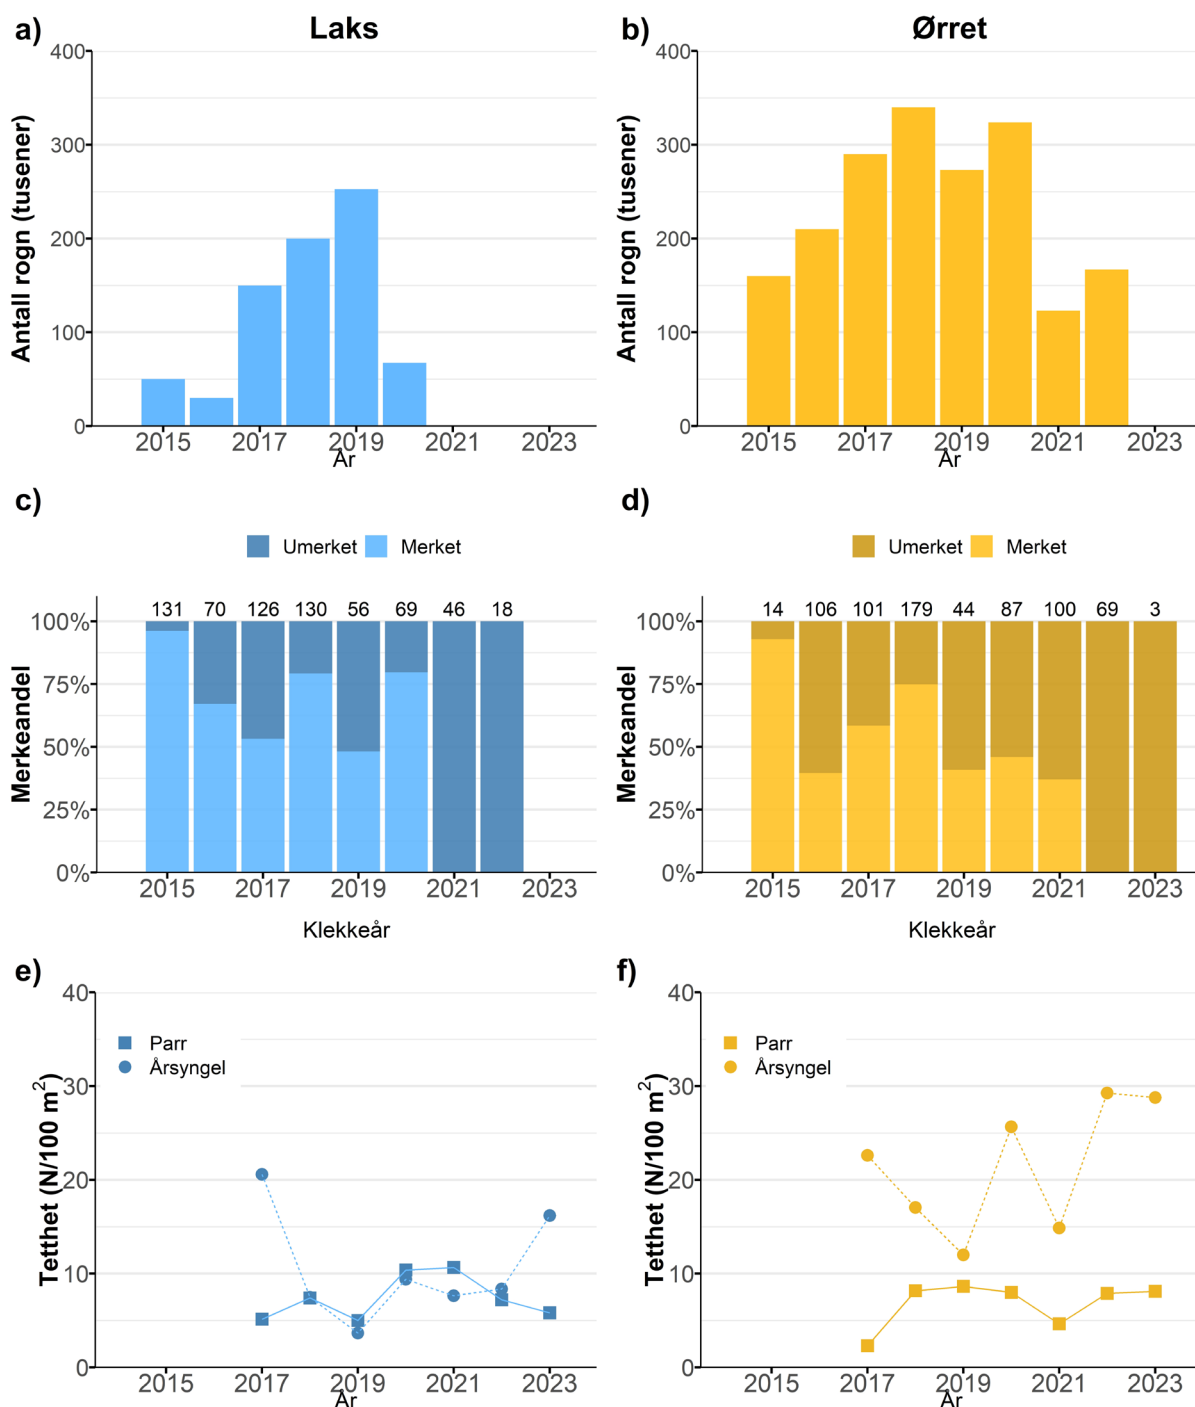 a) Laks
b) Ørret
Antall rogn (tusener)
400
300
200
100
0
2015 2017 2019 2021 2023
År
Antall rogn (tusener)
400
300
200
100
0
2015 2017 2019 2021 2023
År
c)
Umerket Merket
Merkeandel
131 70 126 130 56 69 46 18
100%
75%
50%
25%
0%
2015 2017 2019 2021 2023
Klekkeår
d)
Umerket Merket
Merkeandel
14 106 101 179 44 87 100 69 3
100%
75%
50%
25%
0%
2015 2017 2019 2021 2023
Klekkeår
e)
Tetthet (N/100 m²)
40
30
20
10
0
Parr
Årsyngel
2015 2017 2019 2021 2023
År
f)
Tetthet (N/100 m²)
40
30
20
10
0
Parr
Årsyngel
2015 2017 2019 2021 2023
År